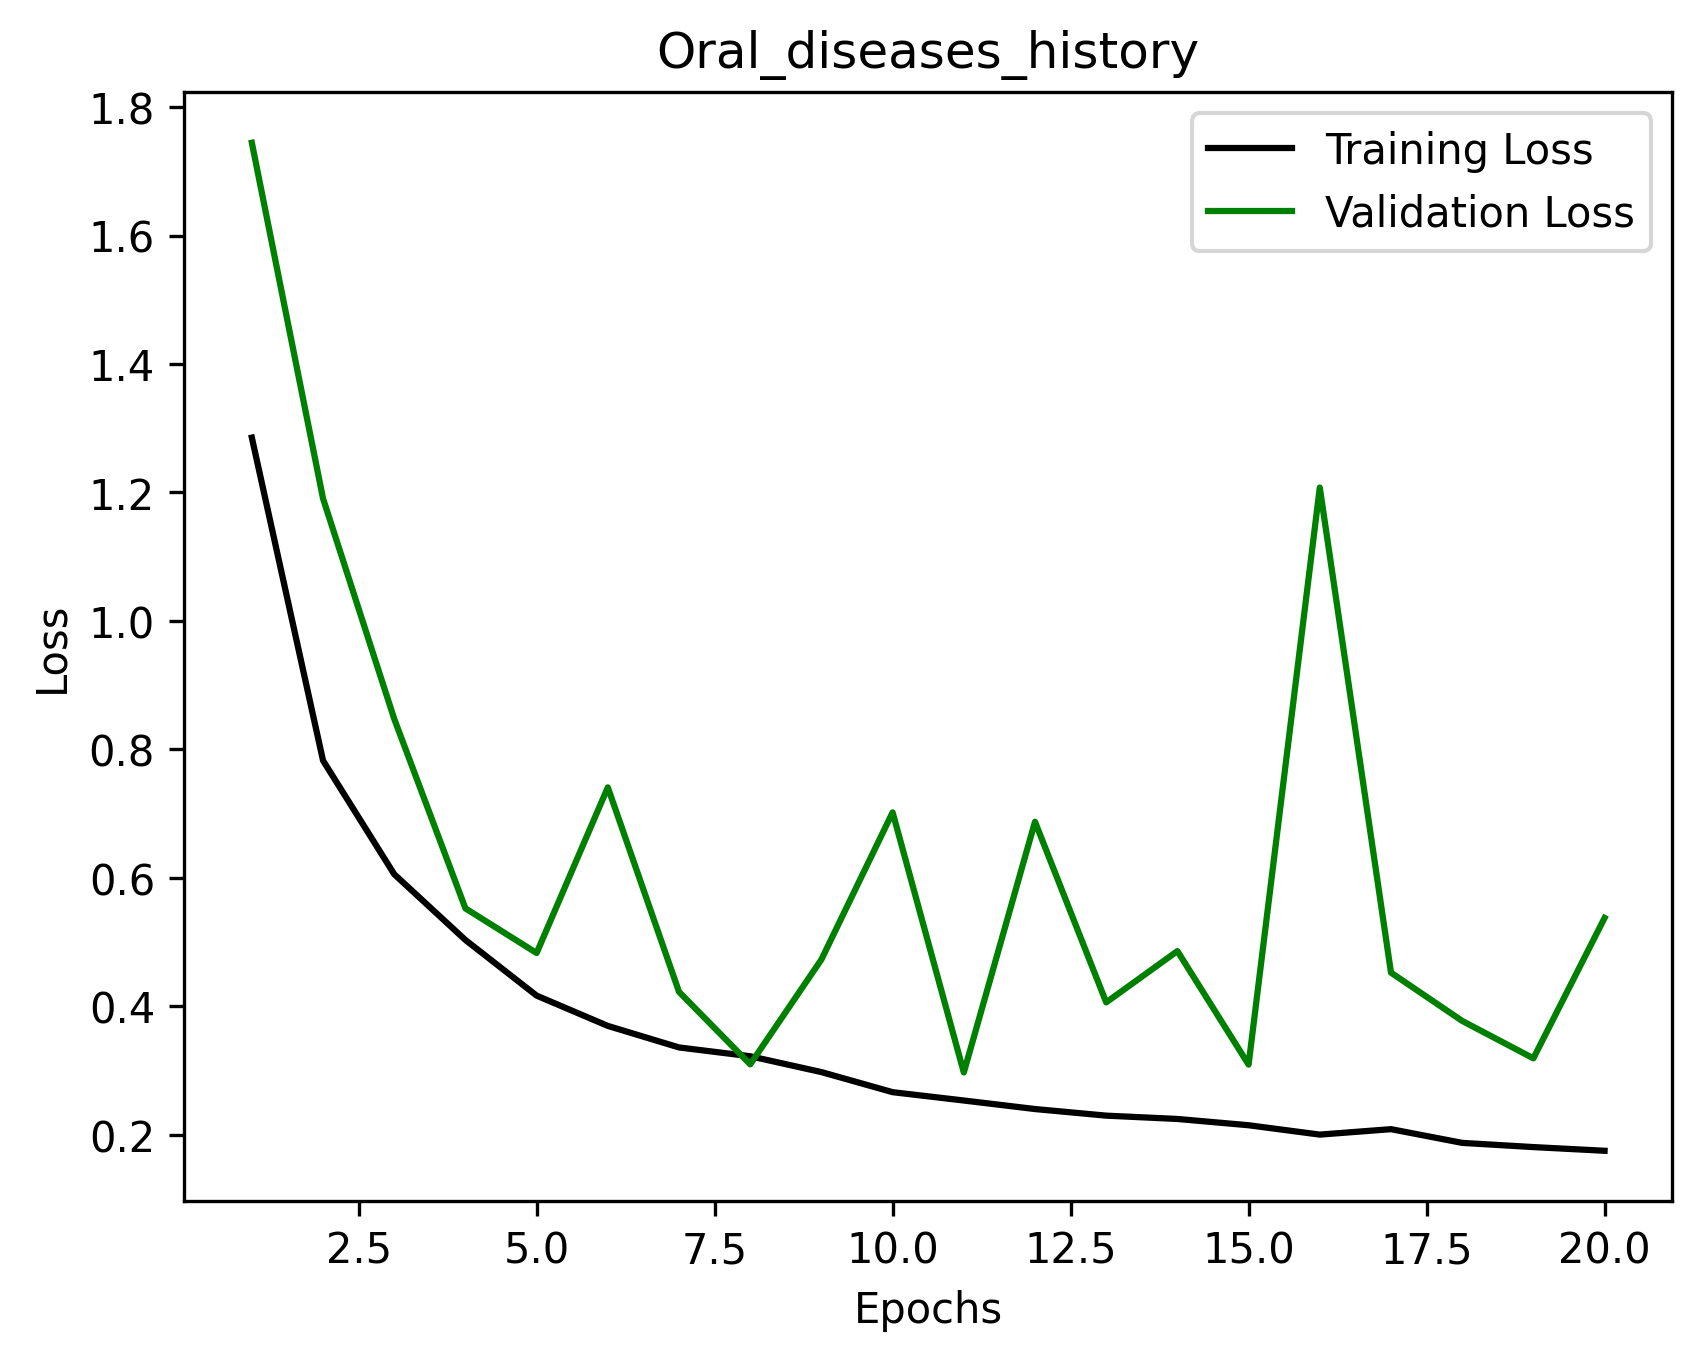 Oral_diseases_history
Training Loss
Validation Loss
1.8
1.6
1.4
1.2
1.0
0.8
0.6
0.4
0.2
Loss
2.5 5.0 7.5 10.0 12.5 15.0 17.5 20.0
Epochs